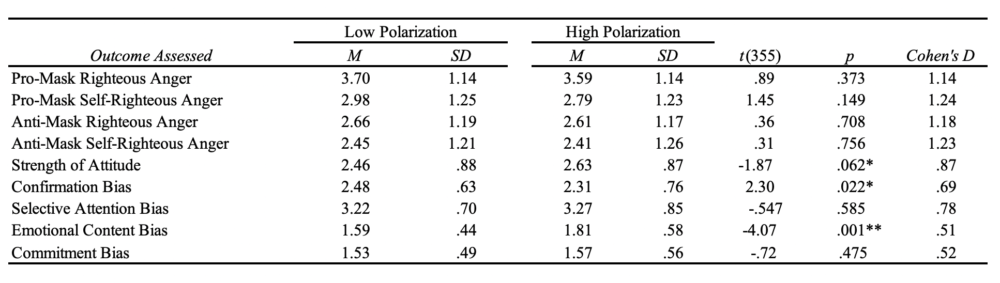 Low Polarization High Polarization
Outcome Assessed M SD M SD t(355) p Cohen's D
Pro-Mask Righteous Anger 3.70 1.14 3.59 1.14 .89 .373 1.14
Pro-Mask Self-Righteous Anger 2.98 1.25 2.79 1.23 1.45 .149 1.24
Anti-Mask Righteous Anger 2.66 1.19 2.61 1.17 .36 .708 1.18
Anti-Mask Self-Righteous Anger 2.45 1.21 2.41 1.26 .31 .756 1.23
Strength of Attitude 2.46 .88 2.63 .87 -1.87 .062* .87
Confirmation Bias 2.48 .63 2.31 .76 2.30 .022* .69
Selective Attention Bias 3.22 .70 3.27 .85 -.547 .585 .78
Emotional Content Bias 1.59 .44 1.81 .58 -4.07 .001** .51
Commitment Bias 1.53 .49 1.57 .56 -.72 .475 .52